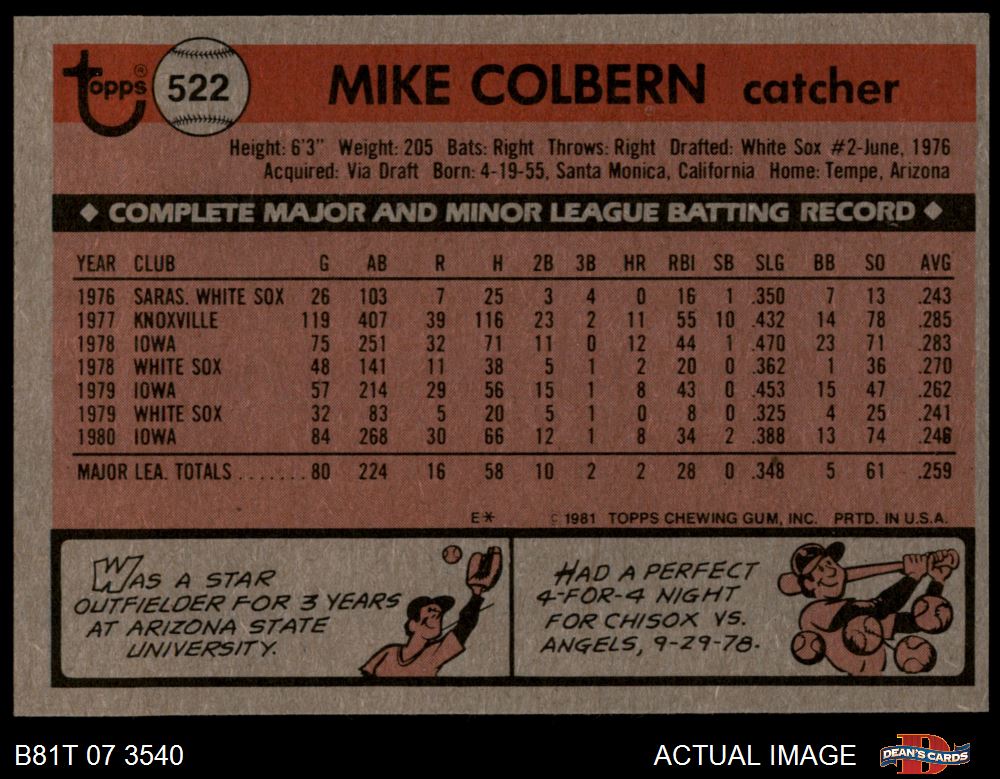 Topps® 522 MIKE COLBERN catcher
Height: 6'3" Weight: 205 Bats: Right Throws: Right Drafted: White Sox #2-June, 1976
Acquired: Via Draft Born: 4-19-55, Santa Monica, California Home: Tempe, Arizona
◆ COMPLETE MAJOR AND MINOR LEAGUE BATTING RECORD ◆
YEAR CLUB G AB R H 2B 3B HR RBI SB SLG BB SO AVG
1976 SARAS. WHITE SOX 26 103 7 25 3 4 0 16 1 .350 7 13 .243
1977 KNOXVILLE 119 407 39 116 23 2 11 55 10 .432 14 78 .285
1978 IOWA 75 251 32 71 11 0 12 44 1 .470 23 71 .283
1978 WHITE SOX 48 141 11 38 5 1 2 20 0 .362 1 36 .270
1979 IOWA 57 214 29 56 15 1 8 43 0 .453 15 47 .262
1979 WHITE SOX 32 83 5 20 5 1 0 8 0 .325 4 25 .241
1980 IOWA 84 268 30 66 12 1 8 34 2 .388 13 74 .246
MAJOR LEA. TOTALS ....... 80 224 16 58 10 2 2 28 0 .348 5 61 .259
E* © 1981 TOPPS CHEWING GUM, INC. PRTD. IN U.S.A.
WAS A STAR
OUTFIELDER FOR 3 YEARS
AT ARIZONA STATE
UNIVERSITY.
HAD A PERFECT
4-FOR-4 NIGHT
FOR CHISOX VS.
ANGELS, 9-29-78.
B81T 07 3540 ACTUAL IMAGE DEAN'S CARDS